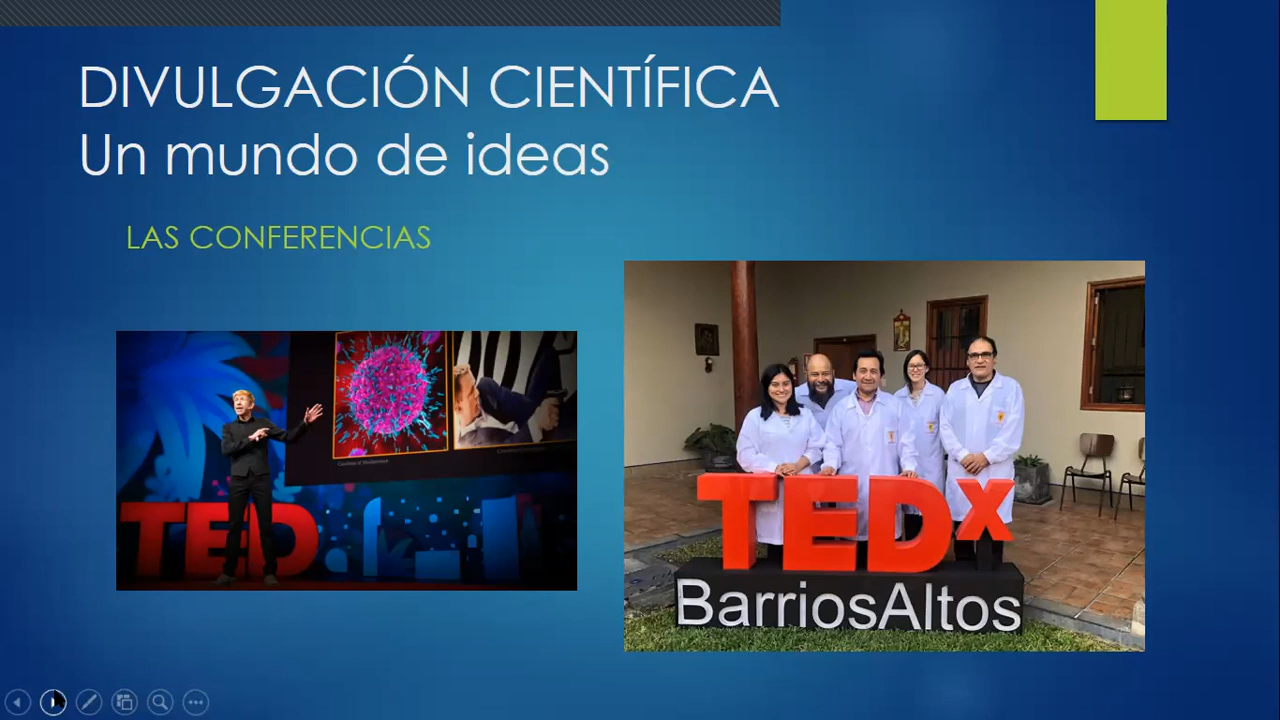 DIVULGACIÓN CIENTÍFICA
Un mundo de ideas
LAS CONFERENCIAS
TED
TEDx
BarriosAltos